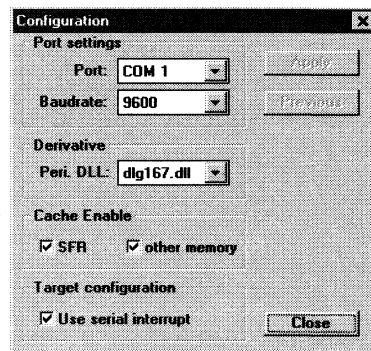 Configuration
Port settings
Port: COM 1
Apply
Baudrate: 9600
Previous
Derivative
Peri. DLL: dlg167.dll
Cache Enable
SFR other memory
Target configuration
Use serial interrupt
Close